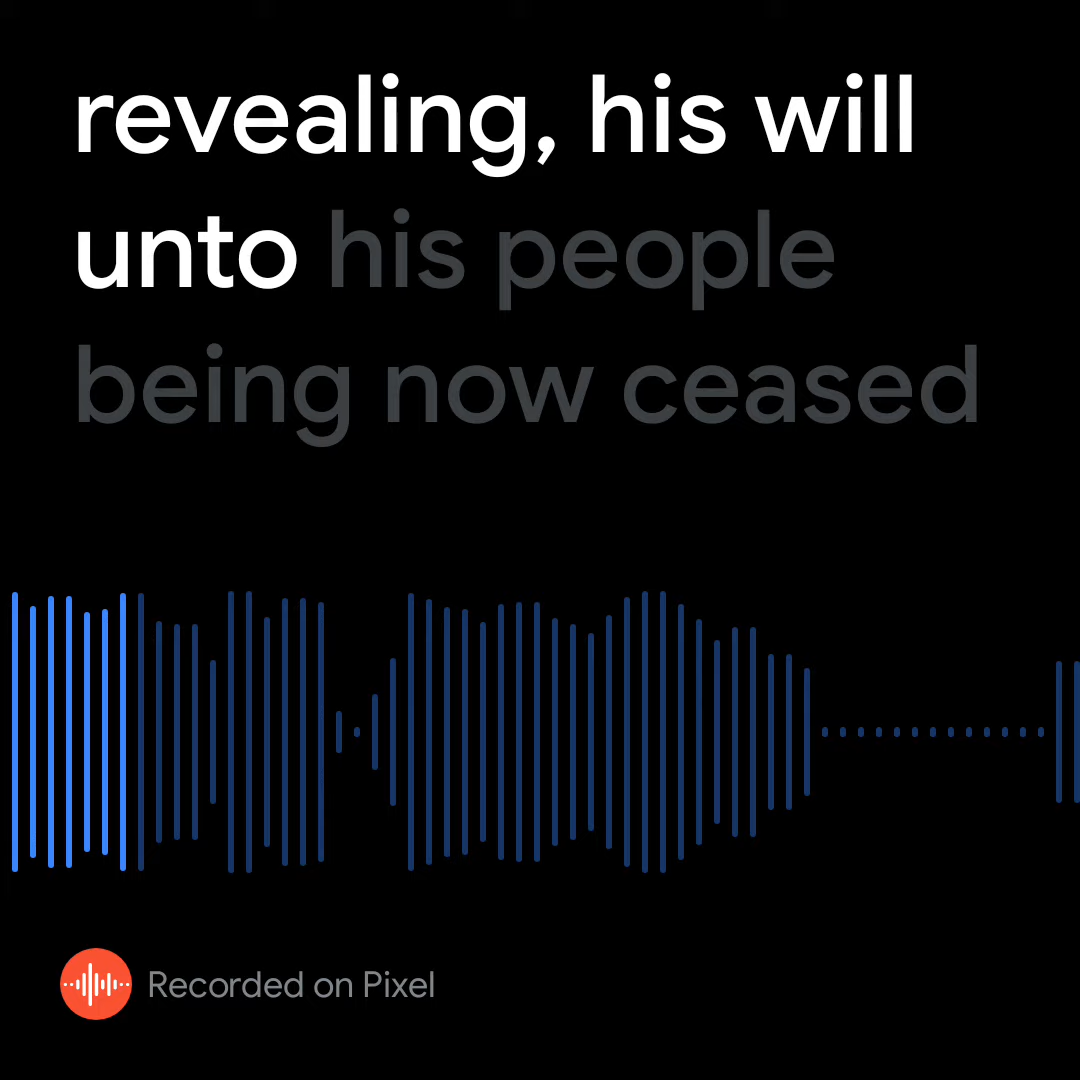 revealing, his will
unto his people
being now ceased
Recorded on Pixel